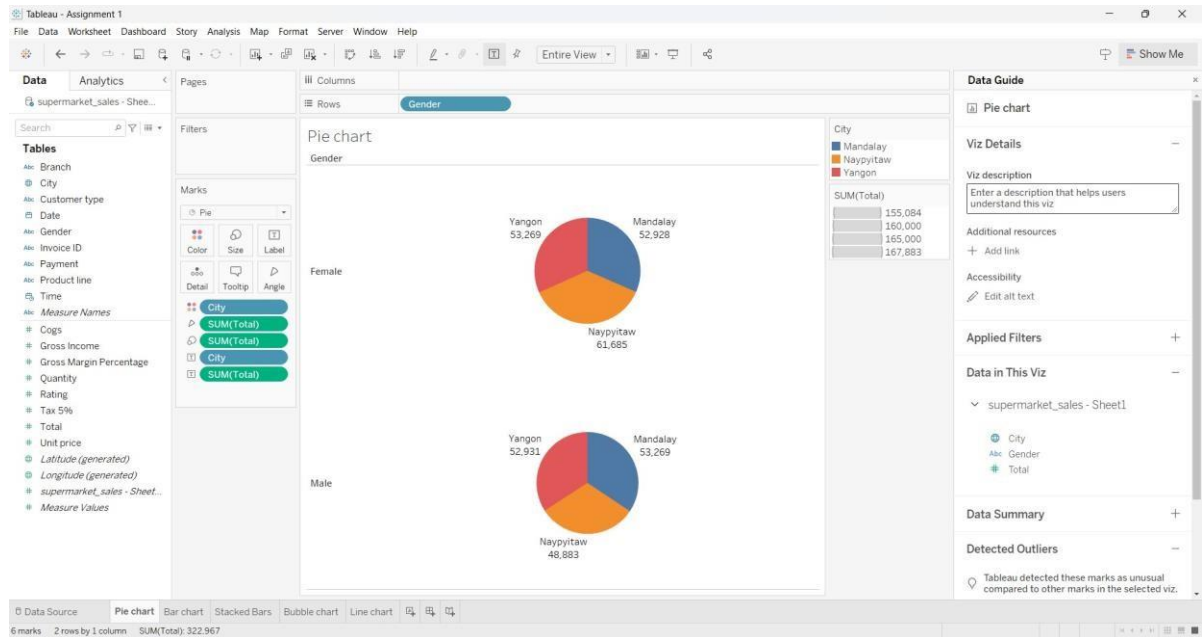 Tableau - Assignment 1
File Data Worksheet Dashboard Story Analysis Map Format Server Window Help
Entire View
Show Me
Data Analytics
supermarket_sales - Shee...
Search
Tables
Abc Branch
City
Abc Customer type
Date
Abc Gender
Abc Invoice ID
Abc Payment
Abc Product line
Time
Abc Measure Names
# Cogs
# Gross Income
# Gross Margin Percentage
# Quantity
# Rating
# Tax 5%
# Total
# Unit price
Latitude (generated)
Longitude (generated)
# supermarket_sales - Sheet...
# Measure Values
Pages
Filters
Marks
Pie
Color Size Label
Detail Tooltip Angle
City
SUM(Total)
SUM(Total)
City
SUM(Total)
Columns
Rows Gender
Pie chart
Gender
Female
Yangon
53,269
Mandalay
52,928
Naypyitaw
61,685
Male
Yangon
52,931
Mandalay
53,269
Naypyitaw
48,883
City
Mandalay
Naypyitaw
Yangon
SUM(Total)
155,084
160,000
165,000
167,883
Data Guide
Pie chart
Viz Details
Viz description
Enter a description that helps users
understand this viz
Additional resources
+ Add link
Accessibility
Edit alt text
Applied Filters
Data in This Viz
supermarket_sales - Sheet1
City
Abc Gender
# Total
Data Summary
Detected Outliers
Tableau detected these marks as unusual
compared to other marks in the selected viz.
Data Source Pie chart Bar chart Stacked Bars Bubble chart Line chart
6 marks 2 rows by 1 column SUM(Total): 322,967